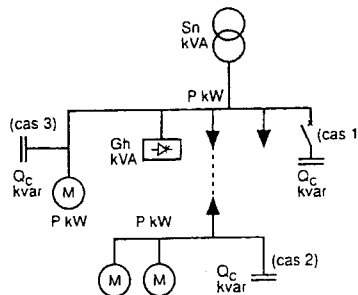 Sn
kVA
P kW
(cas 3)
Gh
kVA
(cas 1
Qc
kvar
M
P kW
Qc
kvar
P kW
M
M
(cas 2)
Qc
kvar